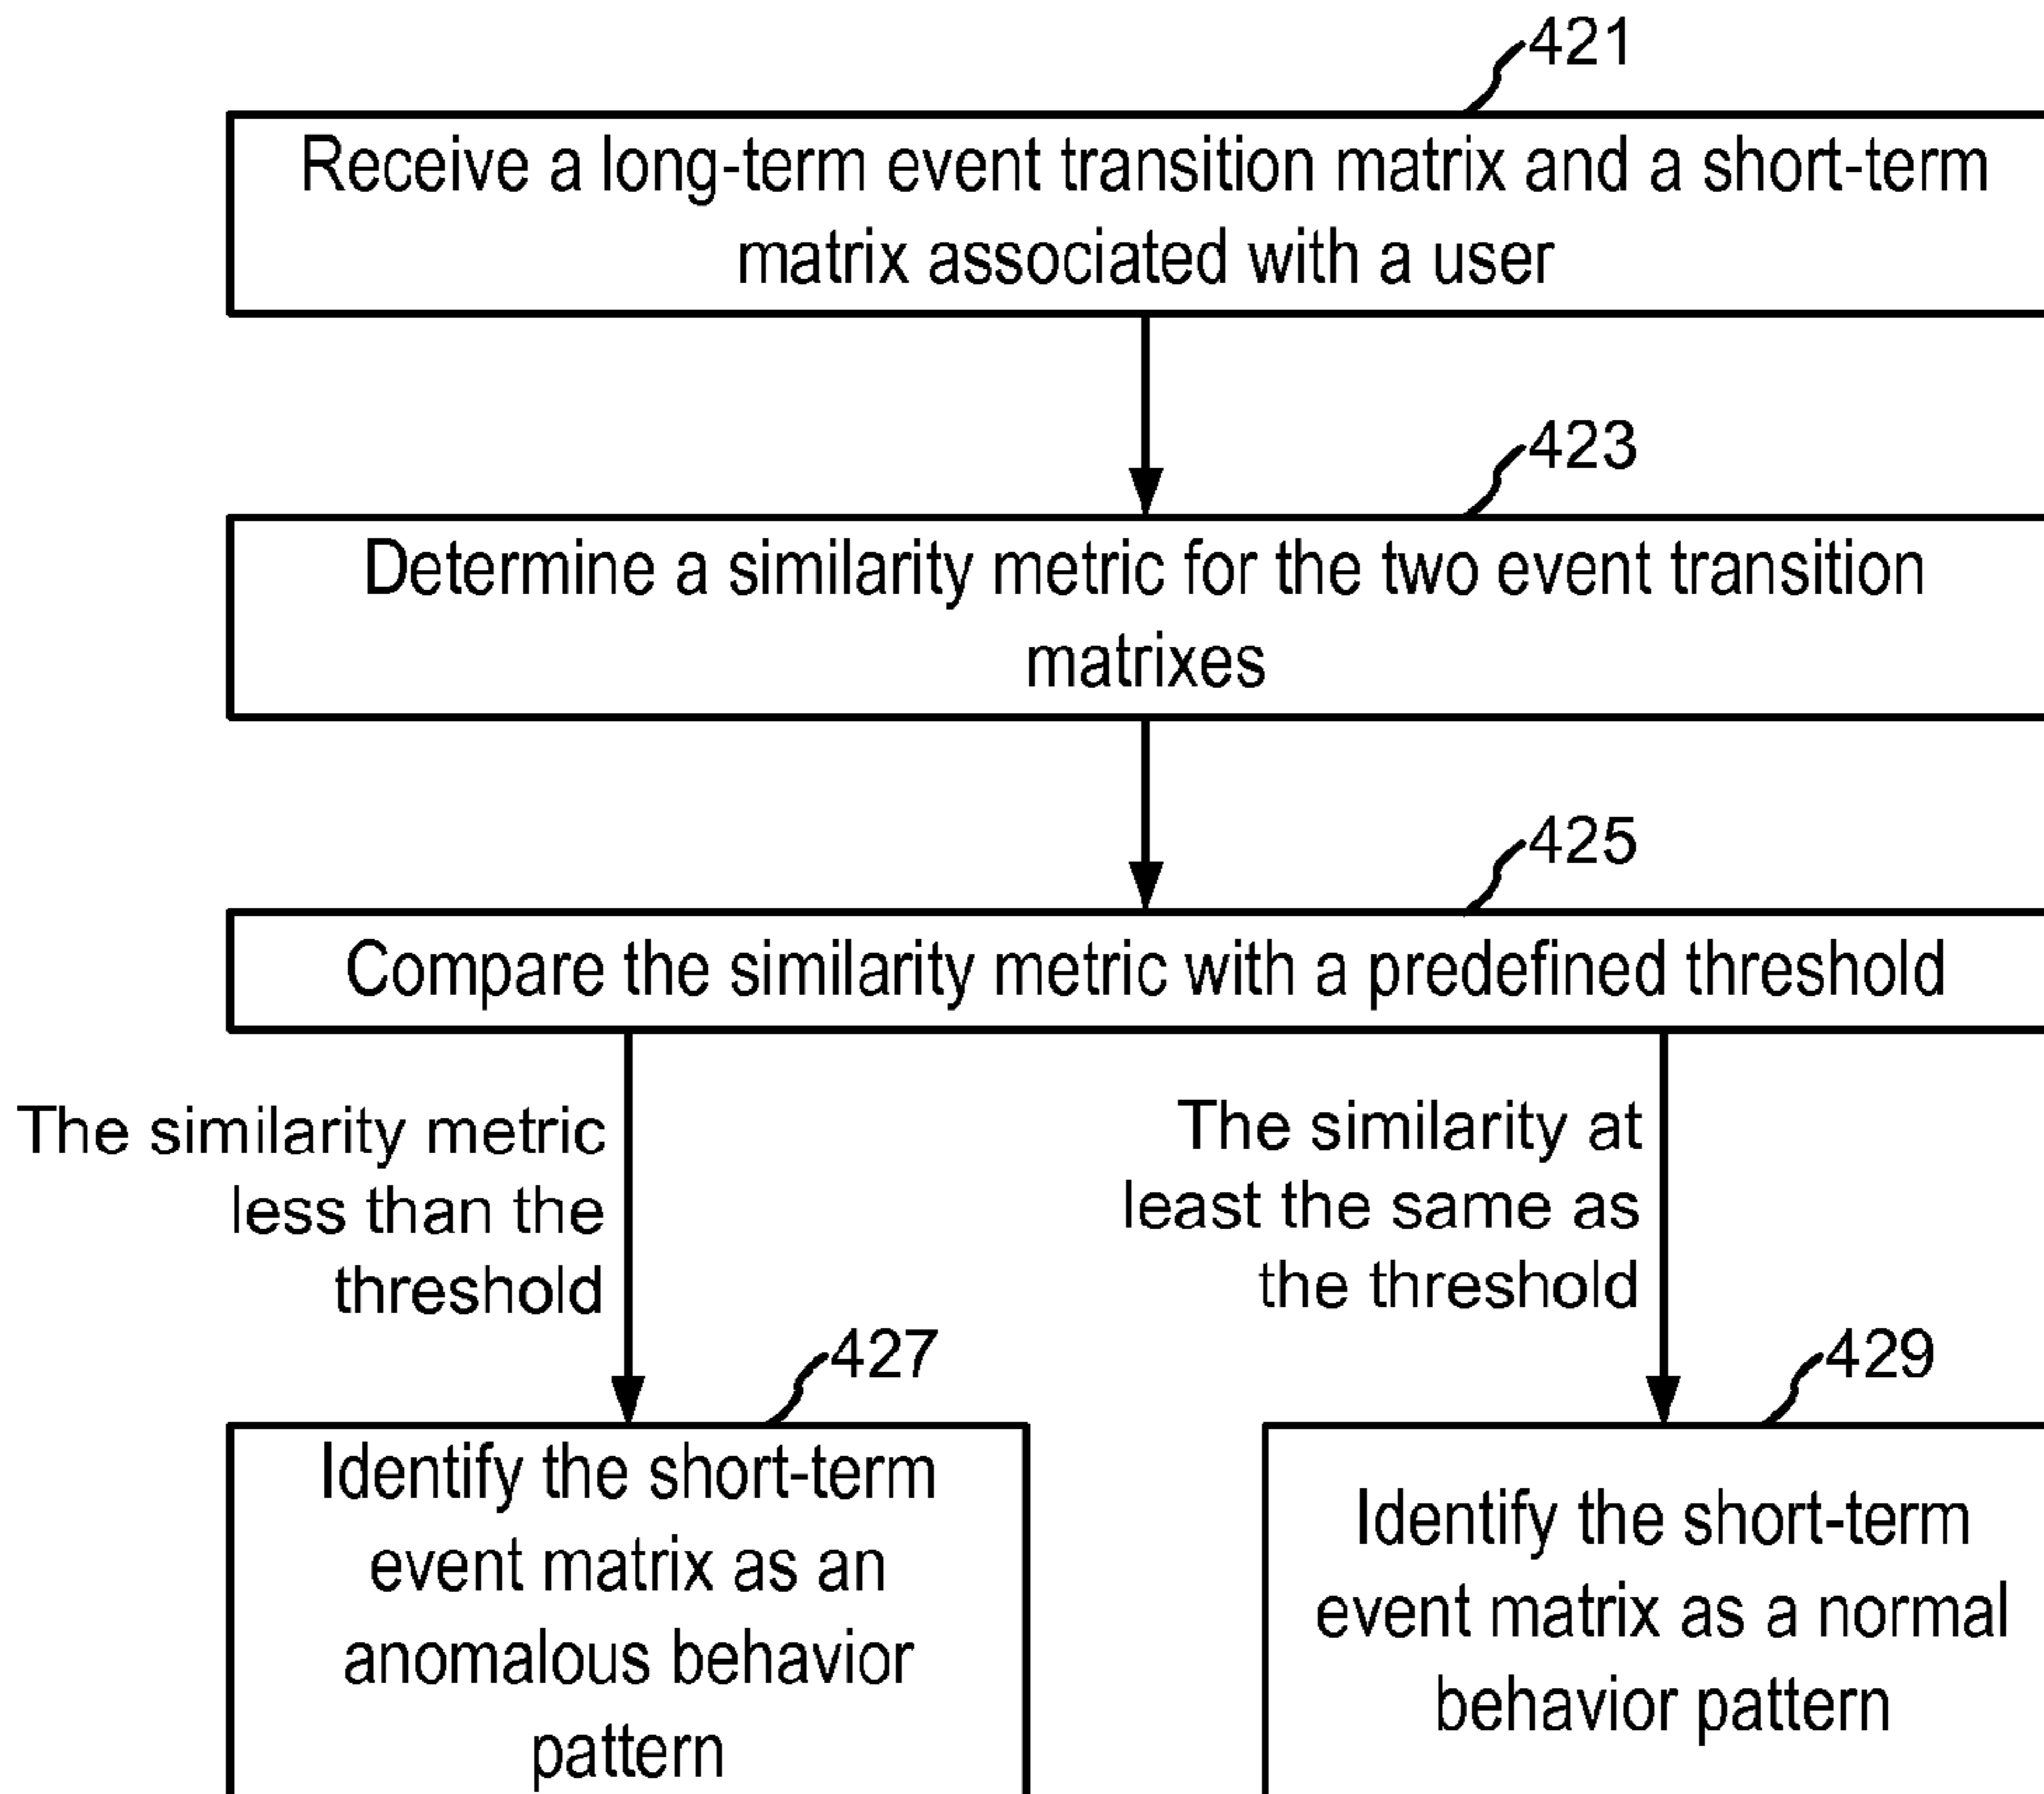 421
Receive a long-term event transition matrix and a short-term
matrix associated with a user
423
Determine a similarity metric for the two event transition
matrixes
425
Compare the similarity metric with a predefined threshold
The similarity metric
less than the
threshold
The similarity at
least the same as
the threshold
427
Identify the short-term
event matrix as an
anomalous behavior
pattern
429
Identify the short-term
event matrix as a normal
behavior pattern